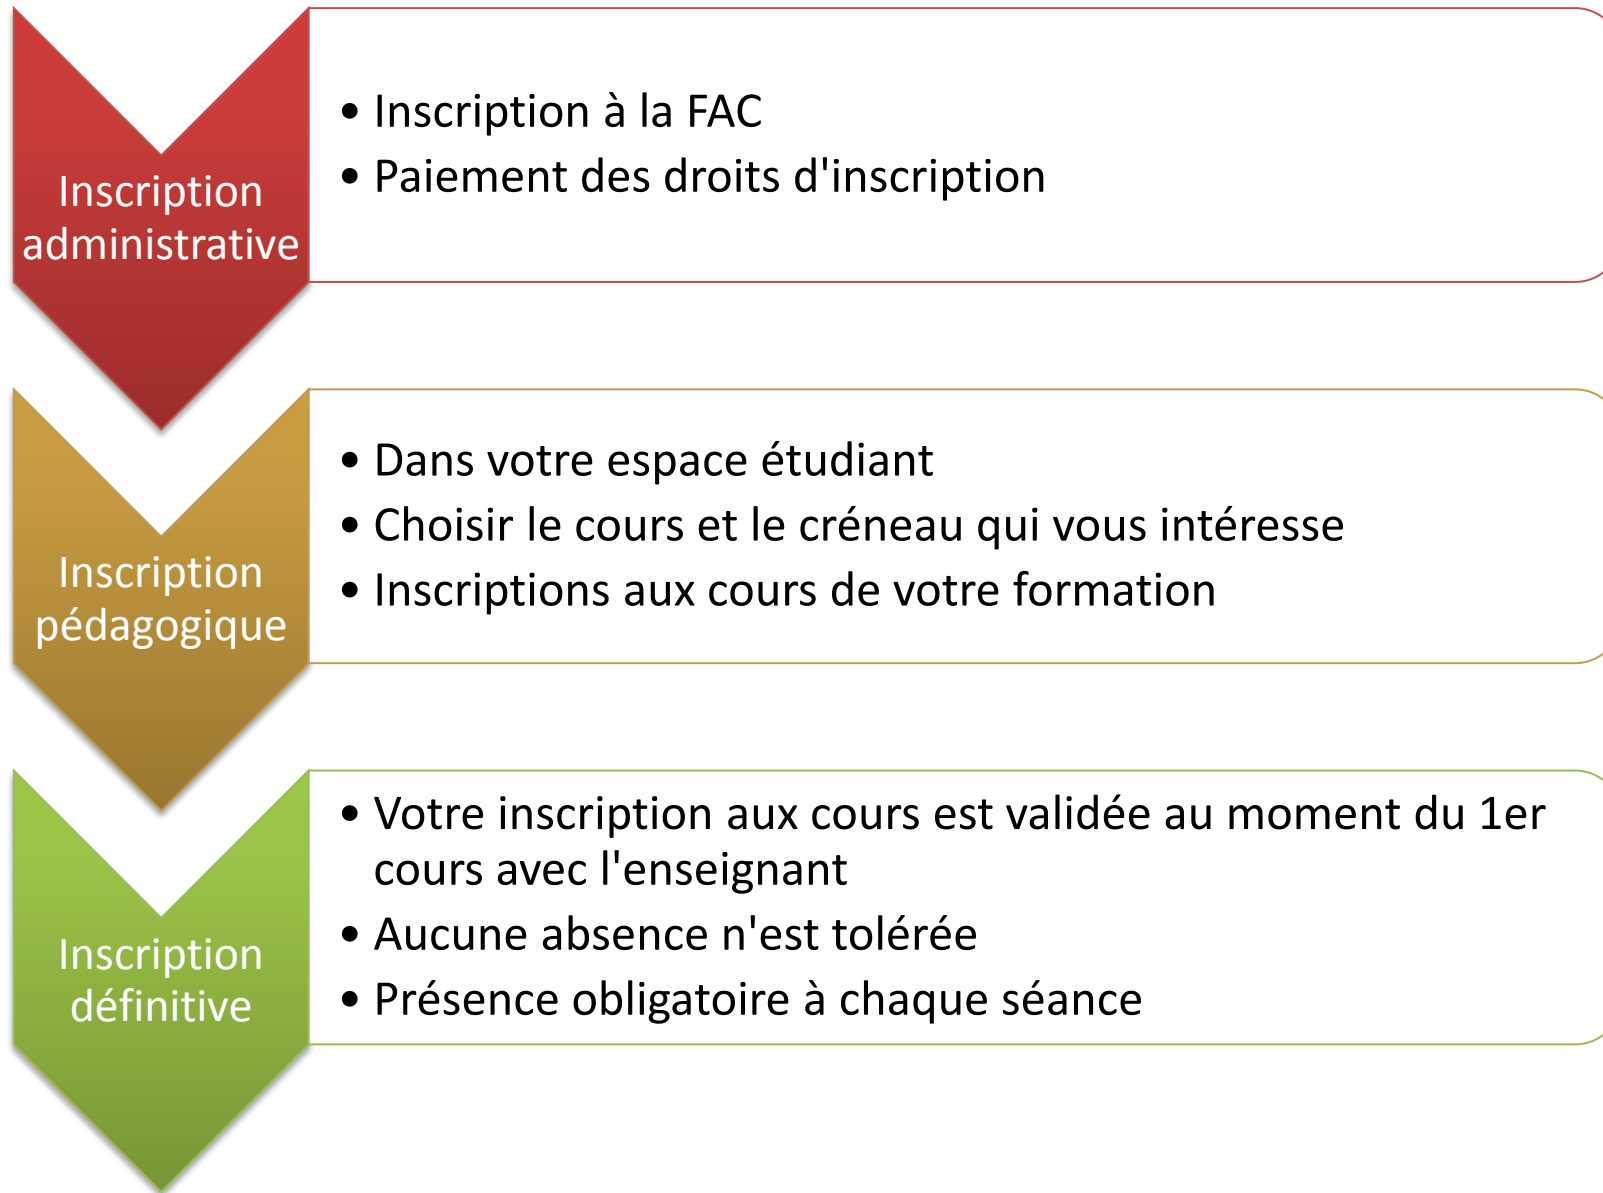 Inscription
administrative
• Inscription à la FAC
• Paiement des droits d'inscription
Inscription
pédagogique
• Dans votre espace étudiant
• Choisir le cours et le créneau qui vous intéresse
• Inscriptions aux cours de votre formation
Inscription
définitive
• Votre inscription aux cours est validée au moment du 1er
cours avec l'enseignant
• Aucune absence n'est tolérée
• Présence obligatoire à chaque séance